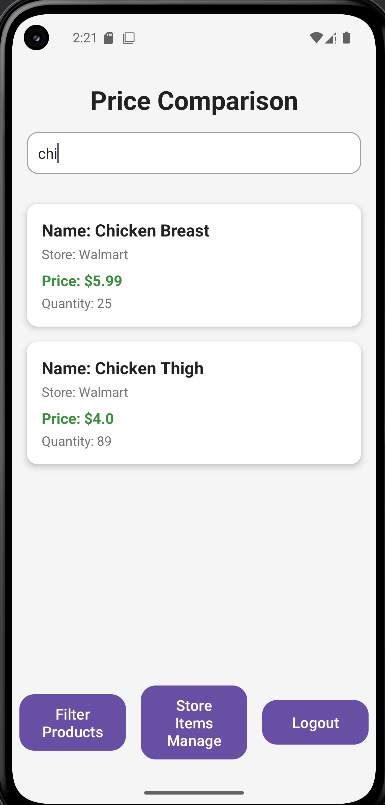 2:21
Price Comparison
chi
Name: Chicken Breast
Store: Walmart
Price: $5.99
Quantity: 25
Name: Chicken Thigh
Store: Walmart
Price: $4.0
Quantity: 89
Filter
Products
Store
Items
Manage
Logout